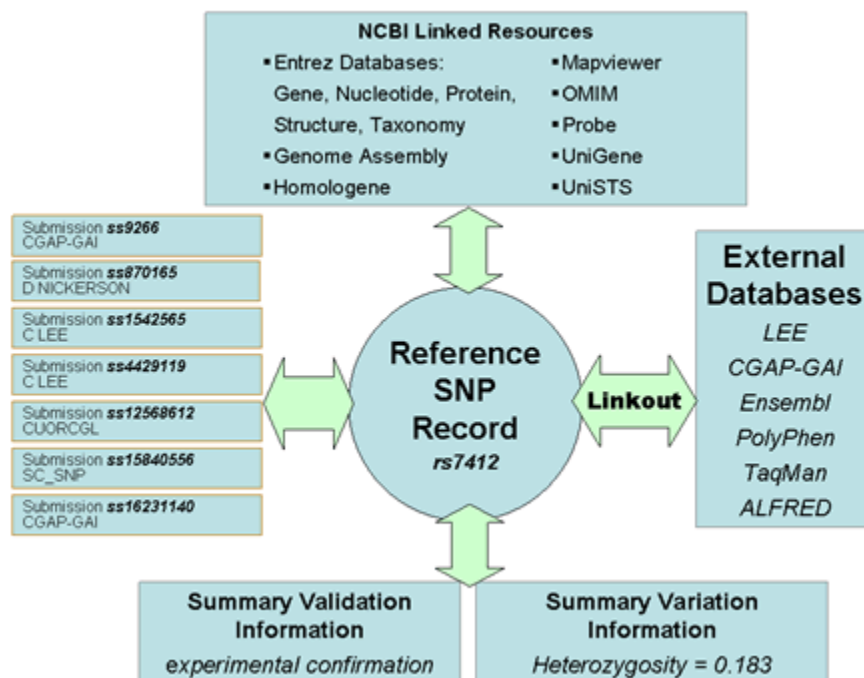 NCBI Linked Resources
▪Entrez Databases:
Gene, Nucleotide, Protein,
Structure, Taxonomy
▪Genome Assembly
▪Homologene
▪Mapviewer
▪OMIM
▪Probe
▪UniGene
▪UniSTS
Submission ss9266
CGAP-GAI
Submission ss870165
D NICKERSON
Submission ss1542565
C LEE
Submission ss4429119
C LEE
Submission ss12568612
CUORCGL
Submission ss15840556
SC_SNP
Submission ss16231140
CGAP-GAI
Reference
SNP
Record
rs7412
Linkout
External
Databases
LEE
CGAP-GAI
Ensembl
PolyPhen
TaqMan
ALFRED
Summary Validation
Information
experimental confirmation
Summary Variation
Information
Heterozygosity = 0.183